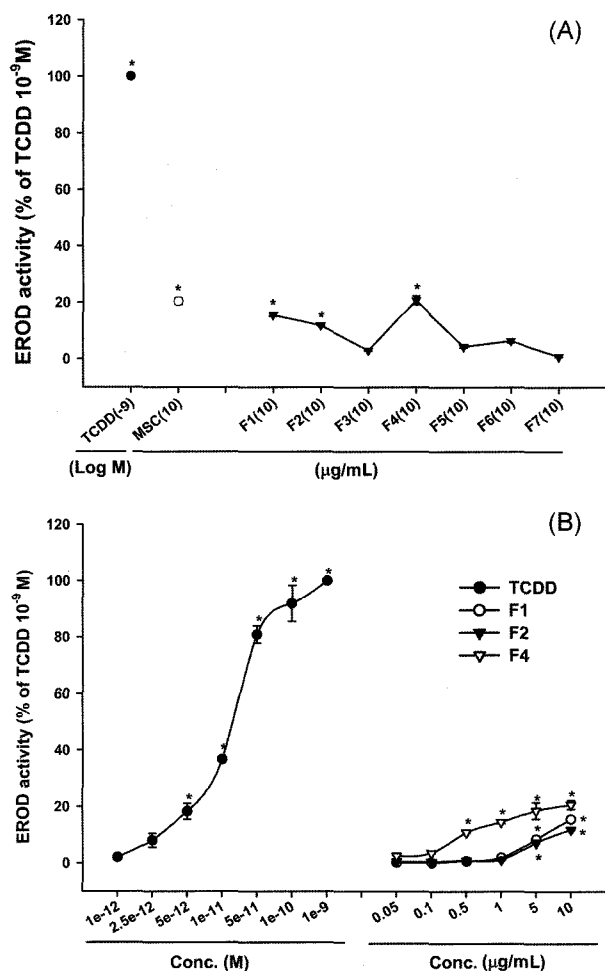 (A)
EROD activity (% of TCDD 10⁻⁹M)
120
100
80
60
40
20
0
*
*
*
*
*
TCDD(-9)
MSC(10)
F1(10)
F2(10)
F3(10)
F4(10)
F5(10)
F6(10)
F7(10)
(Log M)
(µg/mL)
(B)
EROD activity (% of TCDD 10⁻⁹M)
120
100
80
60
40
20
0
TCDD
F1
F2
F4
*
*
*
*
*
*
*
*
*
*
*
*
*
1e-12
2.5e-12
5e-12
1e-11
5e-11
1e-10
1e-9
0.05
0.1
0.5
1
5
10
Conc. (M)
Conc. (µg/mL)